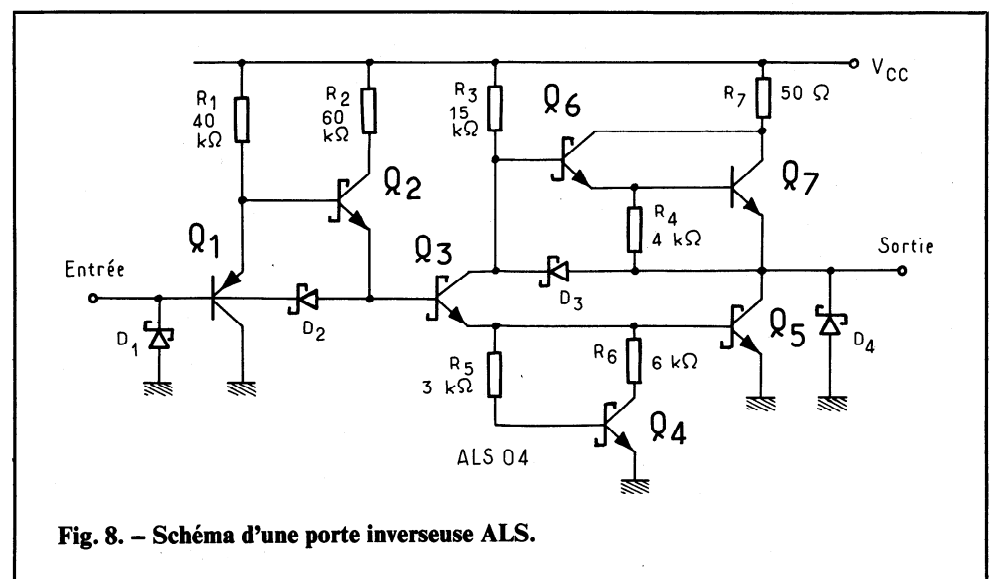 VCC
R1
40
kΩ
R2
60
kΩ
R3
15
kΩ
Q6
R7 50 Ω
Q2
Q7
Q1
R4
4 kΩ
Q3
Sortie
Entrée
D3
D1
D2
Q5
D4
R5
3 kΩ
R6 6 kΩ
Q4
ALS 04
Fig. 8. – Schéma d'une porte inverseuse ALS.